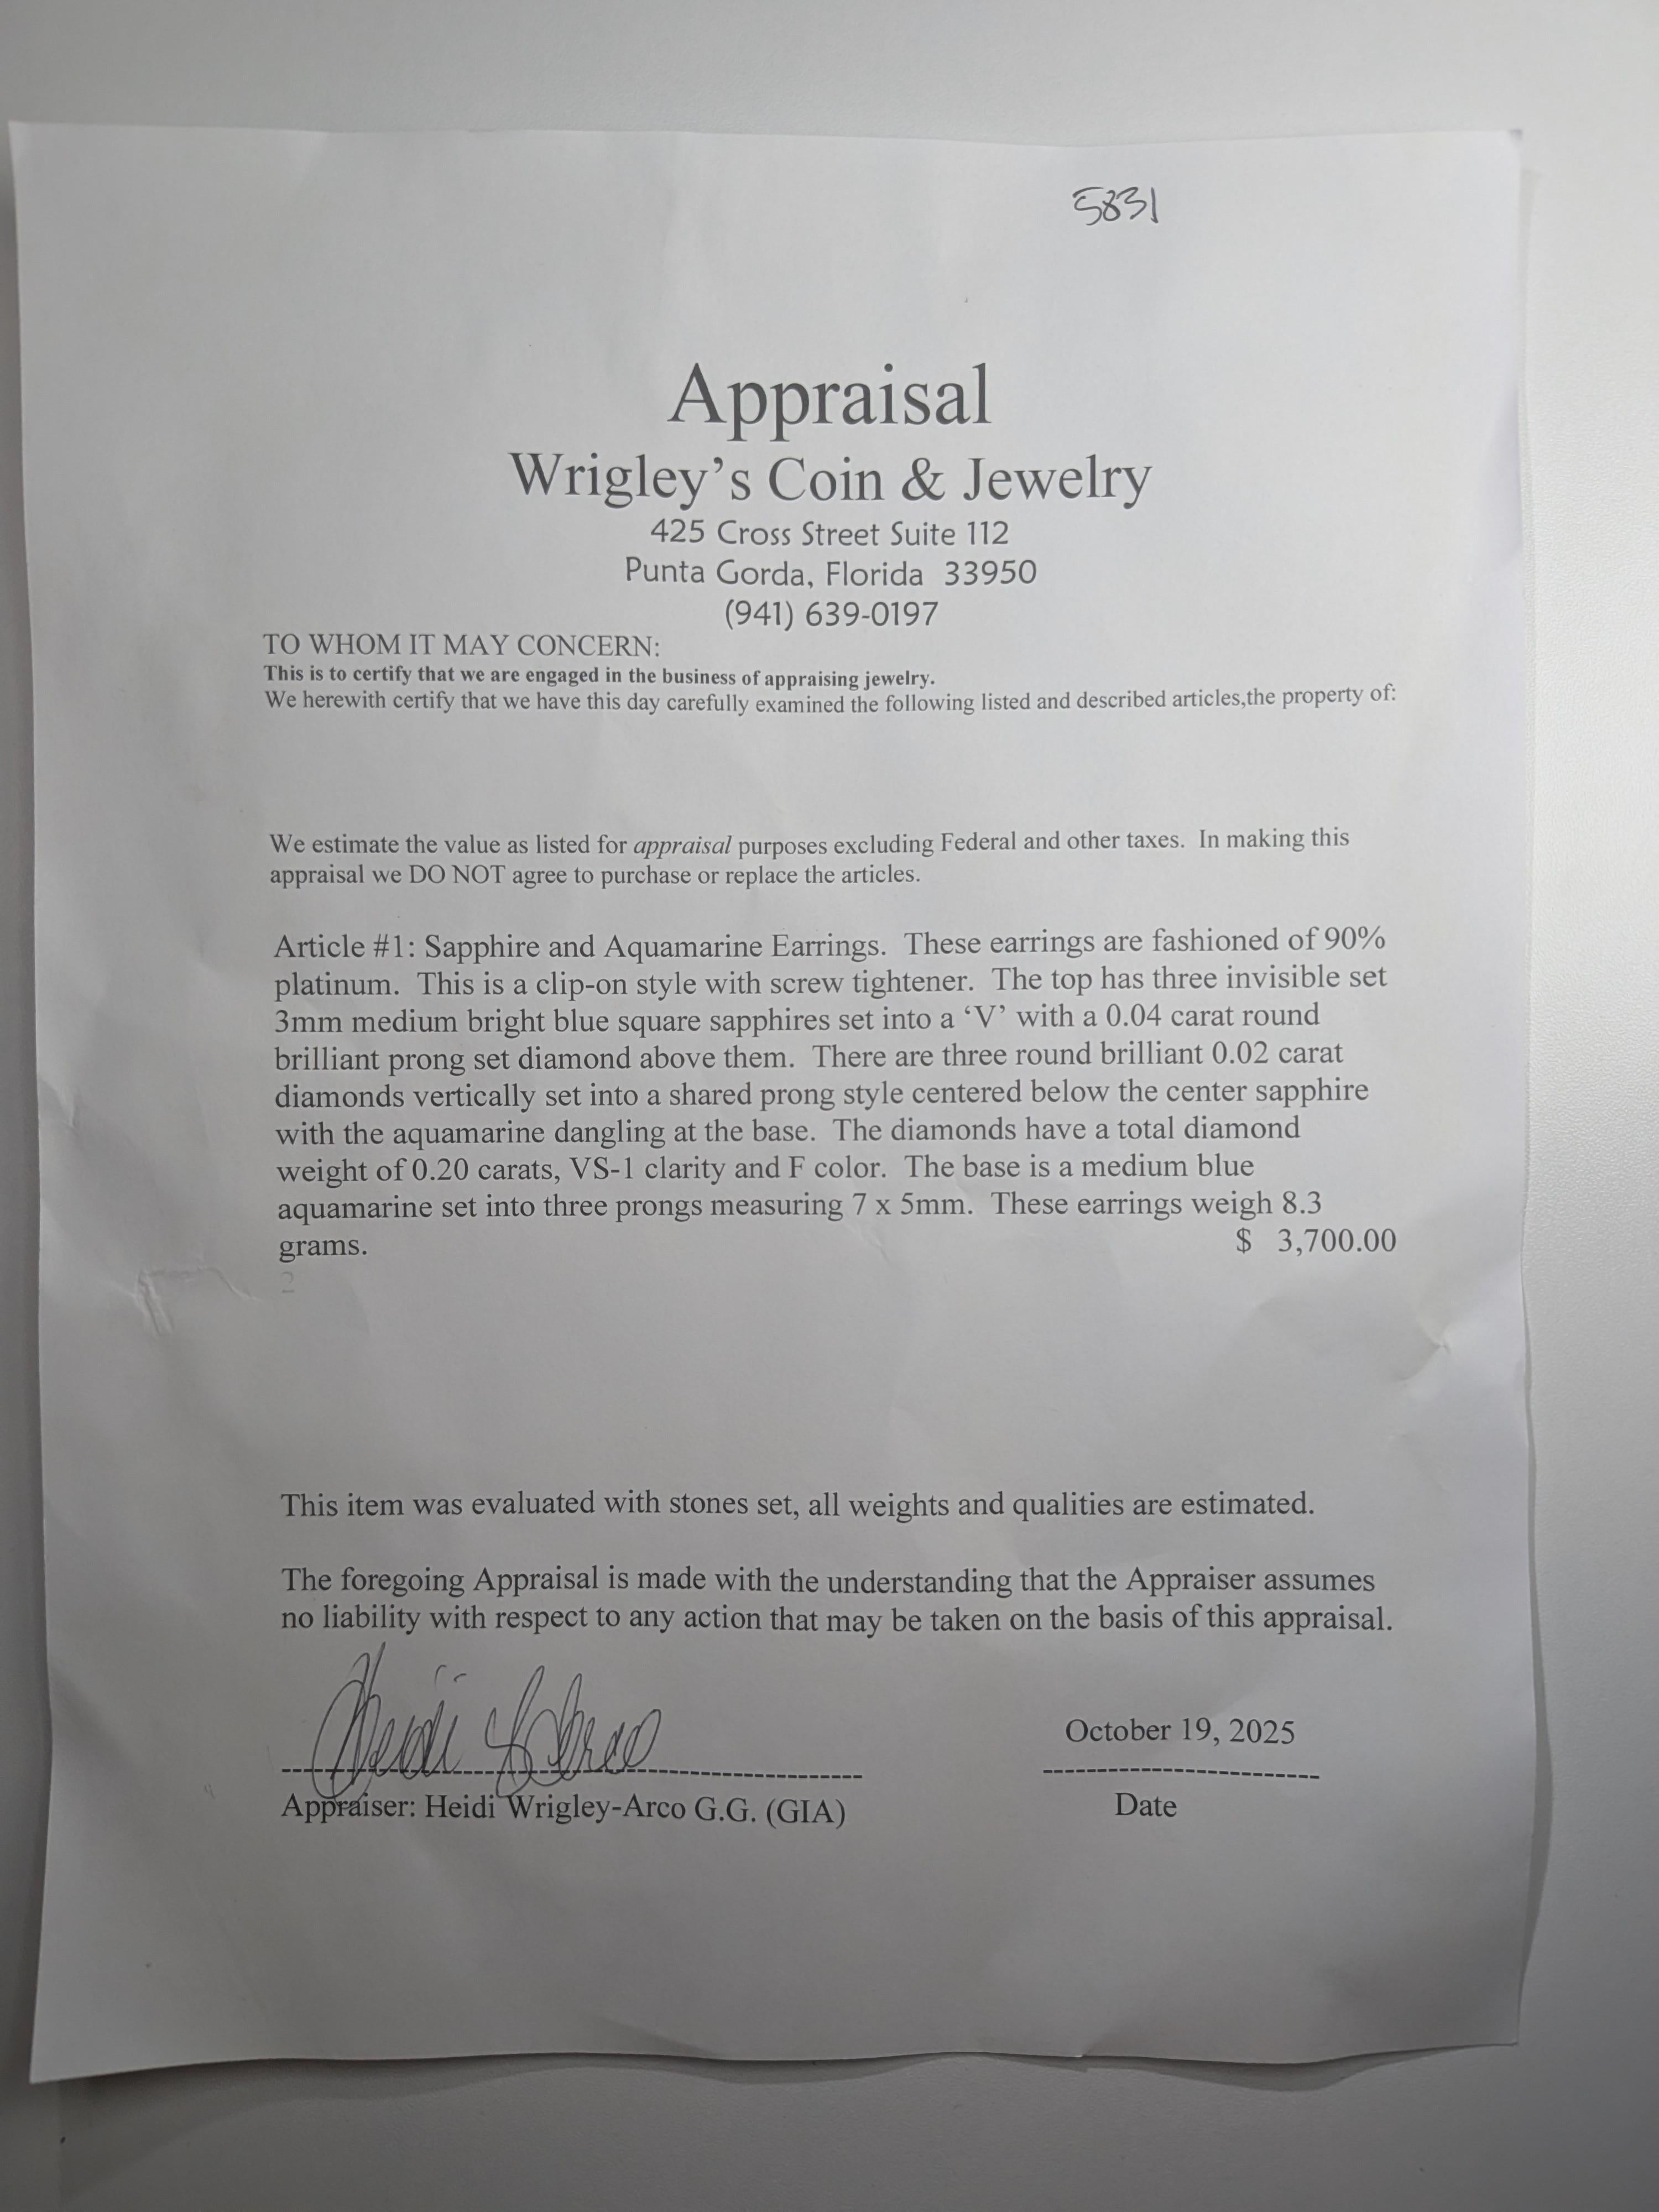 5831
Appraisal
Wrigley’s Coin & Jewelry
425 Cross Street Suite 112
Punta Gorda, Florida 33950
(941) 639-0197
TO WHOM IT MAY CONCERN:
This is to certify that we are engaged in the business of appraising jewelry.
We herewith certify that we have this day carefully examined the following listed and described articles,the property of:
We estimate the value as listed for appraisal purposes excluding Federal and other taxes. In making this
appraisal we DO NOT agree to purchase or replace the articles.
Article #1: Sapphire and Aquamarine Earrings. These earrings are fashioned of 90%
platinum. This is a clip-on style with screw tightener. The top has three invisible set
3mm medium bright blue square sapphires set into a ‘V’ with a 0.04 carat round
brilliant prong set diamond above them. There are three round brilliant 0.02 carat
diamonds vertically set into a shared prong style centered below the center sapphire
with the aquamarine dangling at the base. The diamonds have a total diamond
weight of 0.20 carats, VS-1 clarity and F color. The base is a medium blue
aquamarine set into three prongs measuring 7 x 5mm. These earrings weigh 8.3
grams. $ 3,700.00
2
This item was evaluated with stones set, all weights and qualities are estimated.
The foregoing Appraisal is made with the understanding that the Appraiser assumes
no liability with respect to any action that may be taken on the basis of this appraisal.
Heidi
October 19, 2025
Appraiser: Heidi Wrigley-Arco G.G. (GIA)
Date